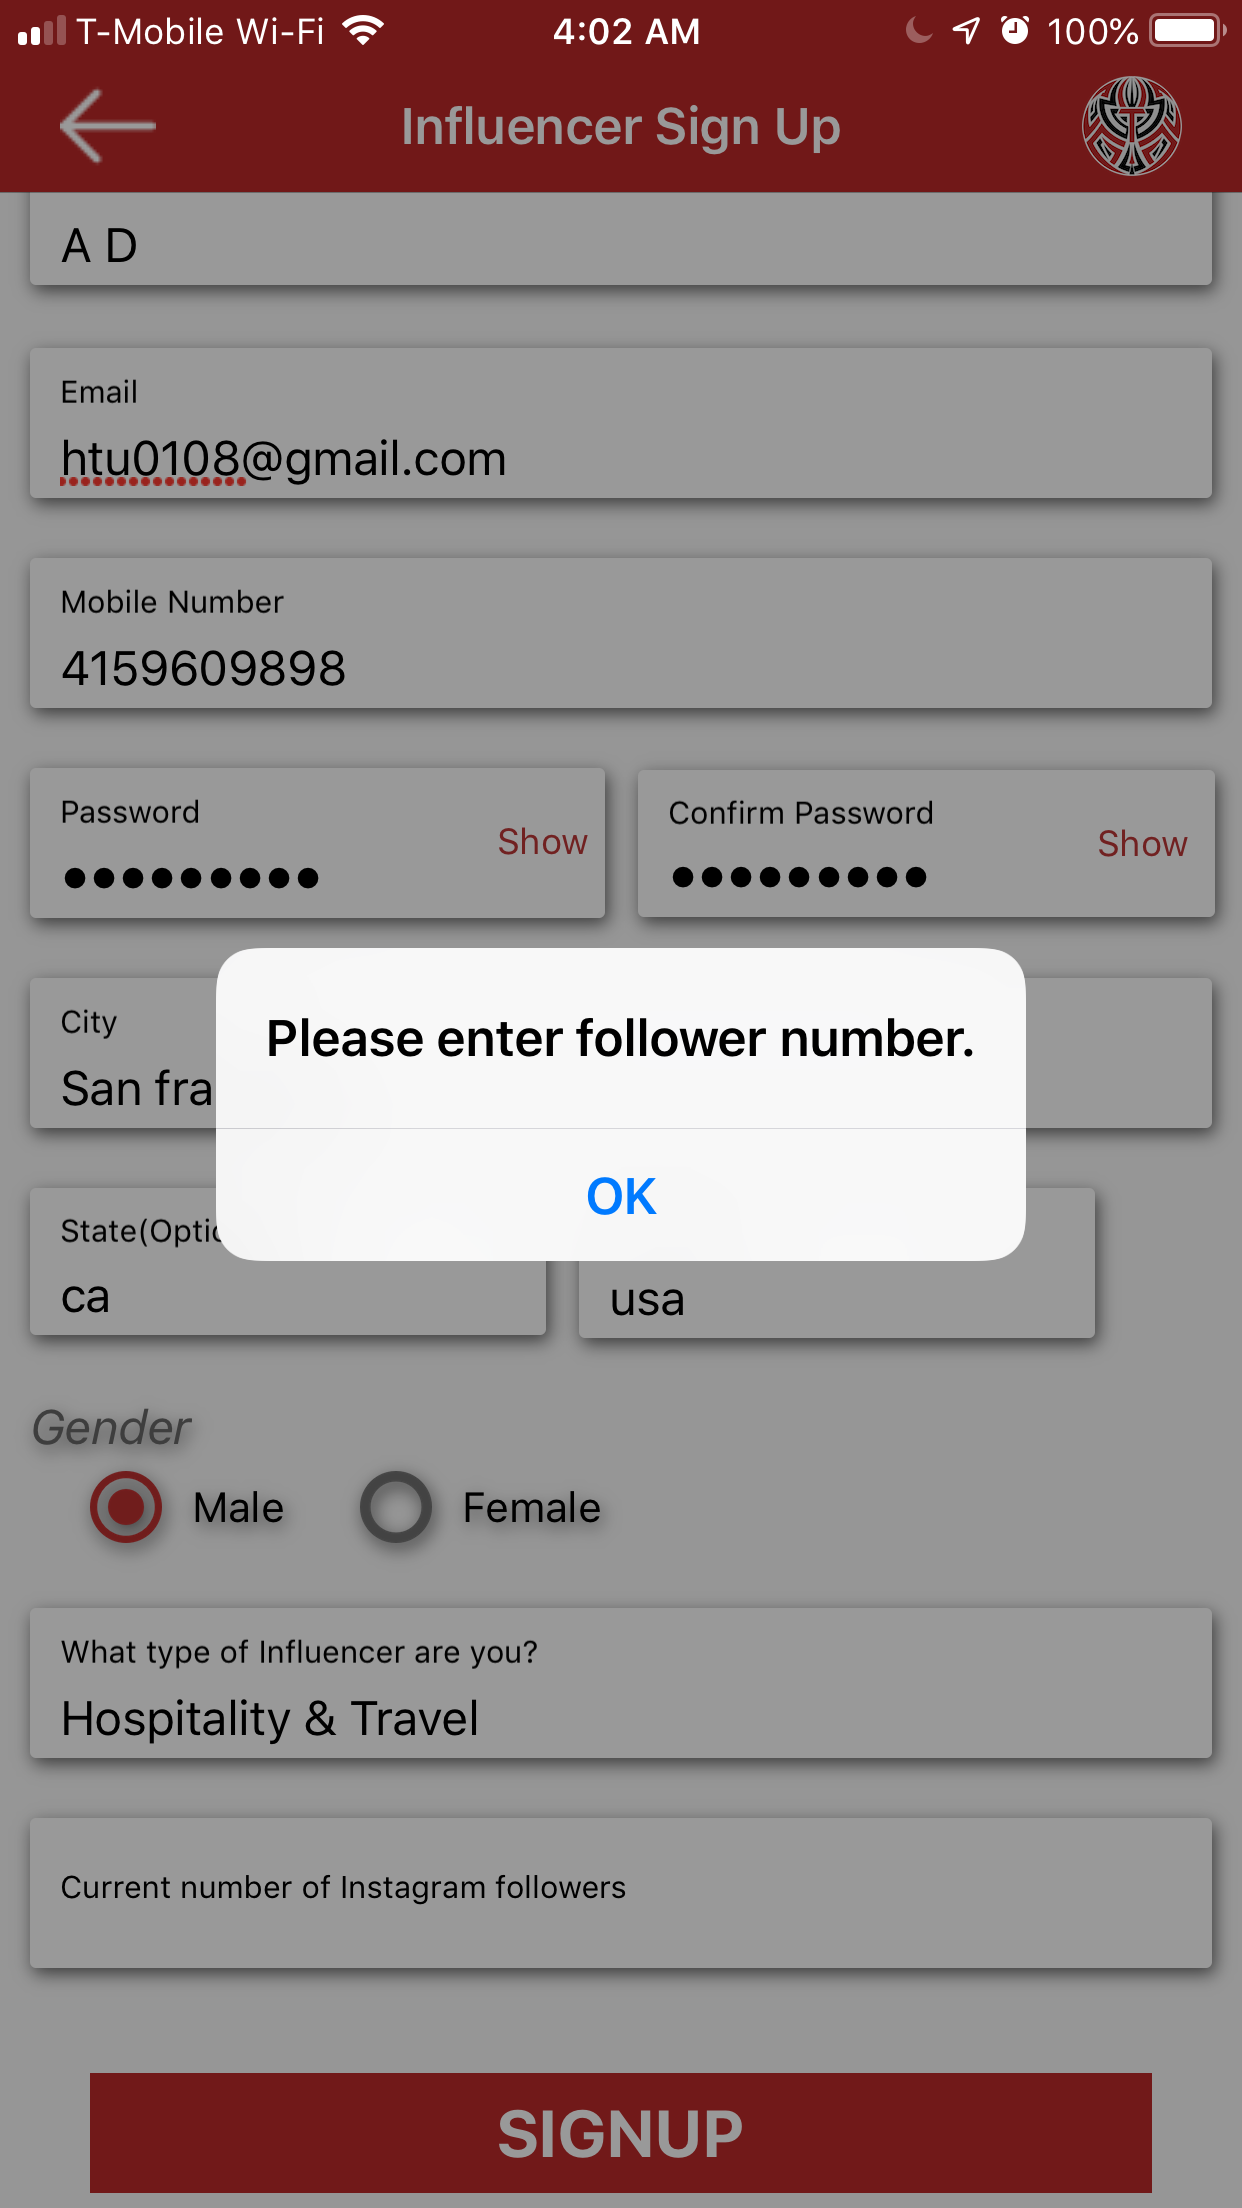 T-Mobile Wi-Fi 4:02 AM 100%
Influencer Sign Up
A D
Email
htu0108@gmail.com
Mobile Number
4159609898
Password Show
•••••••••
Confirm Password Show
•••••••••
City
San fra
Please enter follower number.
OK
State(Optio
ca
usa
Gender
Male Female
What type of Influencer are you?
Hospitality & Travel
Current number of Instagram followers
SIGNUP